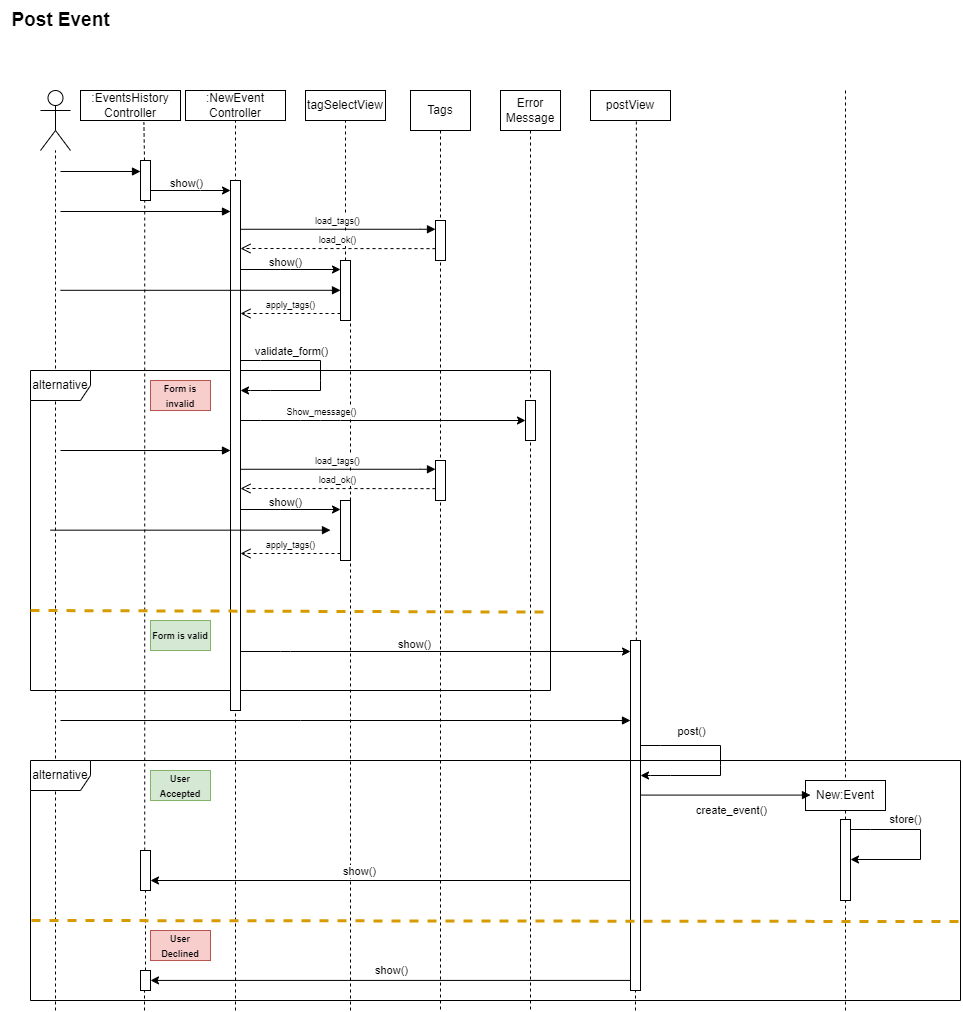 Post Event
:EventsHistory
Controller
:NewEvent
Controller
tagSelectView
Tags
Error
Message
postView
show()
load_tags()
load_ok()
show()
apply_tags()
validate_form()
alternative
Form is
invalid
Show_message()
load_tags()
load_ok()
show()
apply_tags()
Form is valid
show()
post()
alternative
User
Accepted
New:Event
create_event()
store()
show()
User
Declined
show()